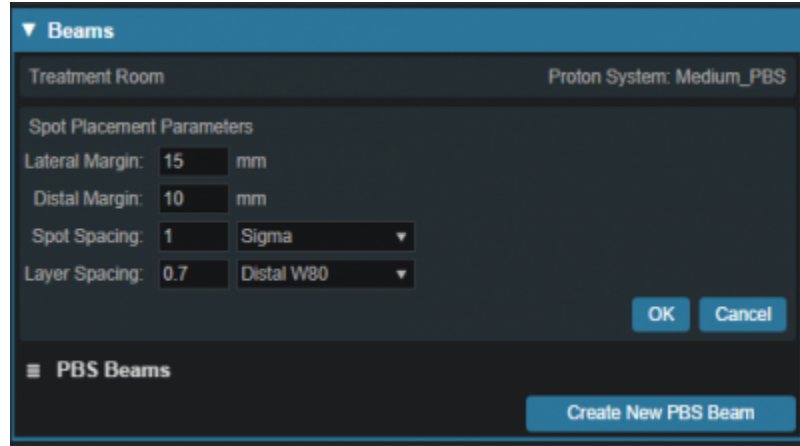 Beams
Treatment Room Proton System: Medium_PBS
Spot Placement Parameters
Lateral Margin: 15 mm
Distal Margin: 10 mm
Spot Spacing: 1 Sigma
Layer Spacing: 0.7 Distal W80
OK Cancel
PBS Beams
Create New PBS Beam